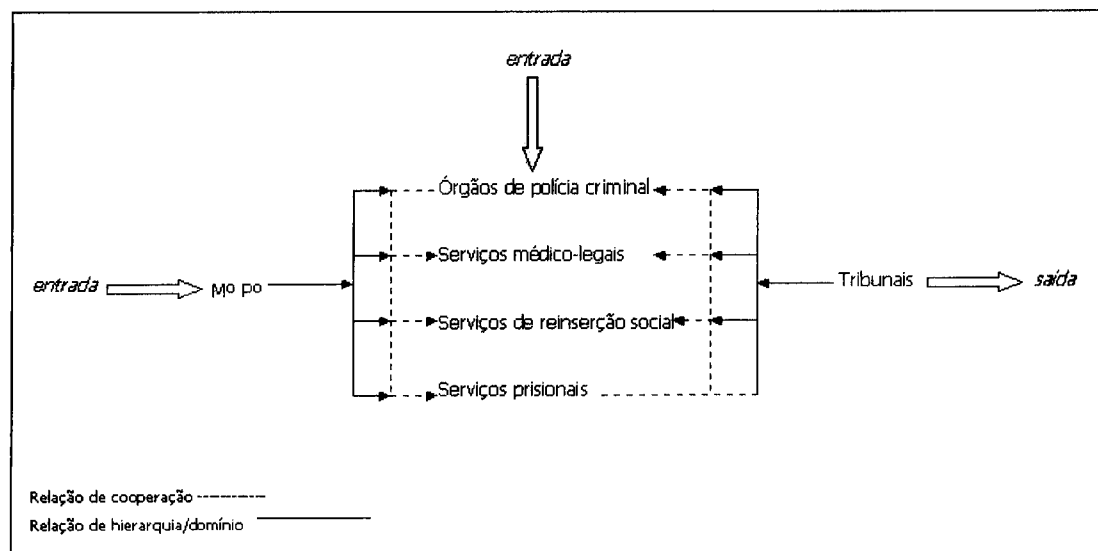 entrada
Órgãos de polícia criminal
Serviços médico-legais
entrada Mº pº Tribunais saída
Serviços de reinserção social
Serviços prisionais
Relação de cooperação
Relação de hierarquia/domínio